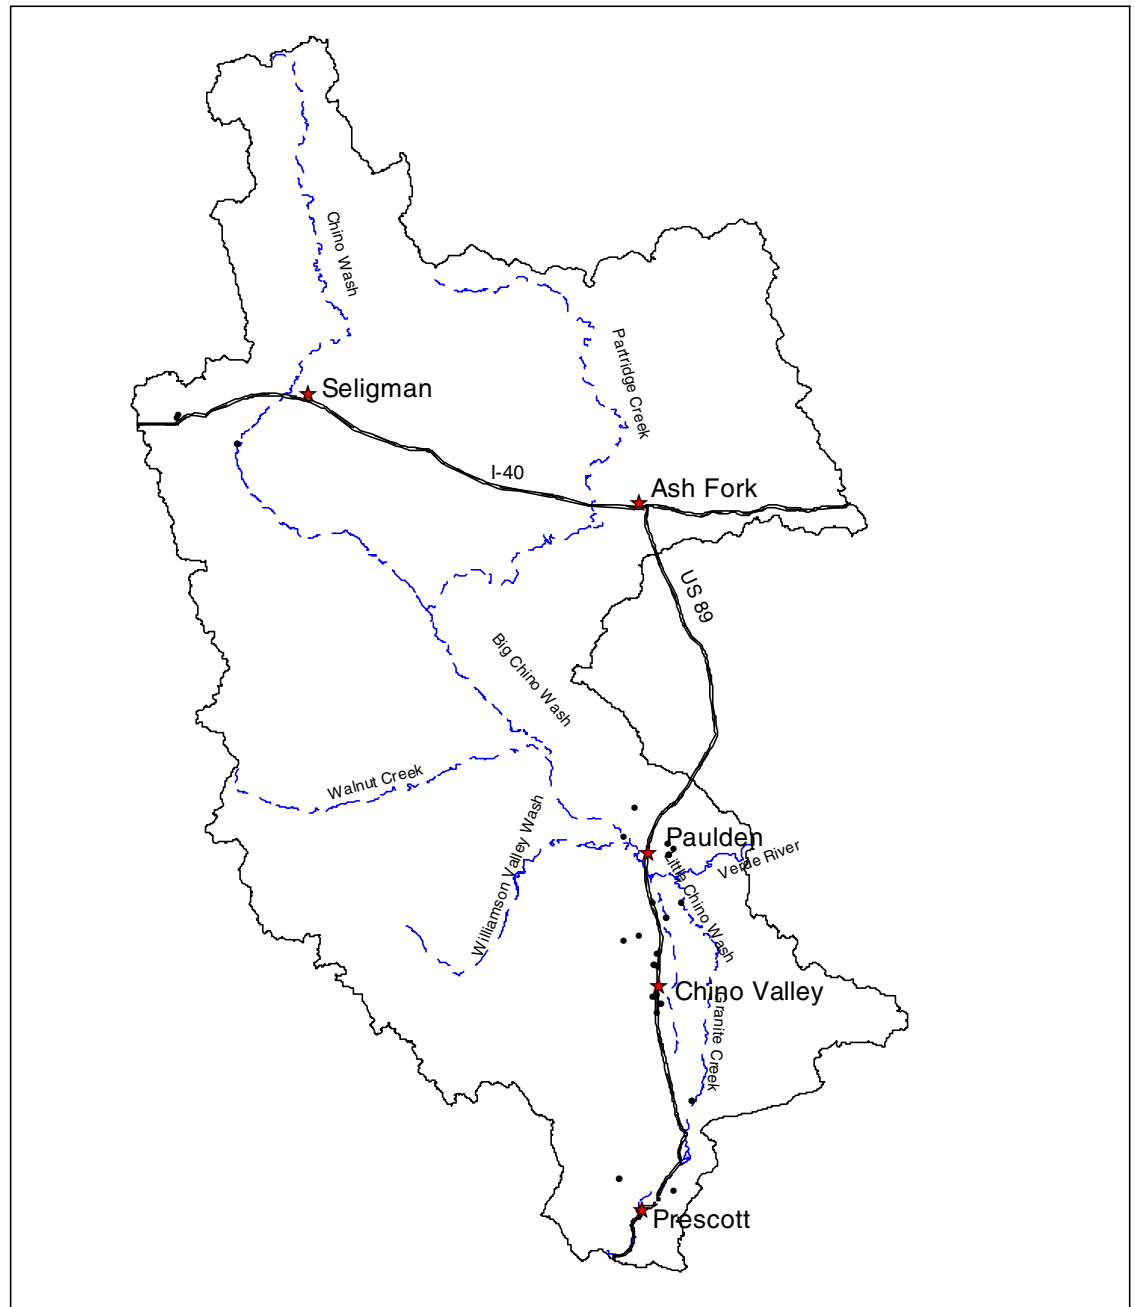 Chino Wash
Partridge Creek
Seligman
I-40
Ash Fork
US 89
Big Chino Wash
Walnut Creek
Williamson Valley Wash
Paulden
Verde River
Little Chino Wash
Chino Valley
Granite Creek
Prescott